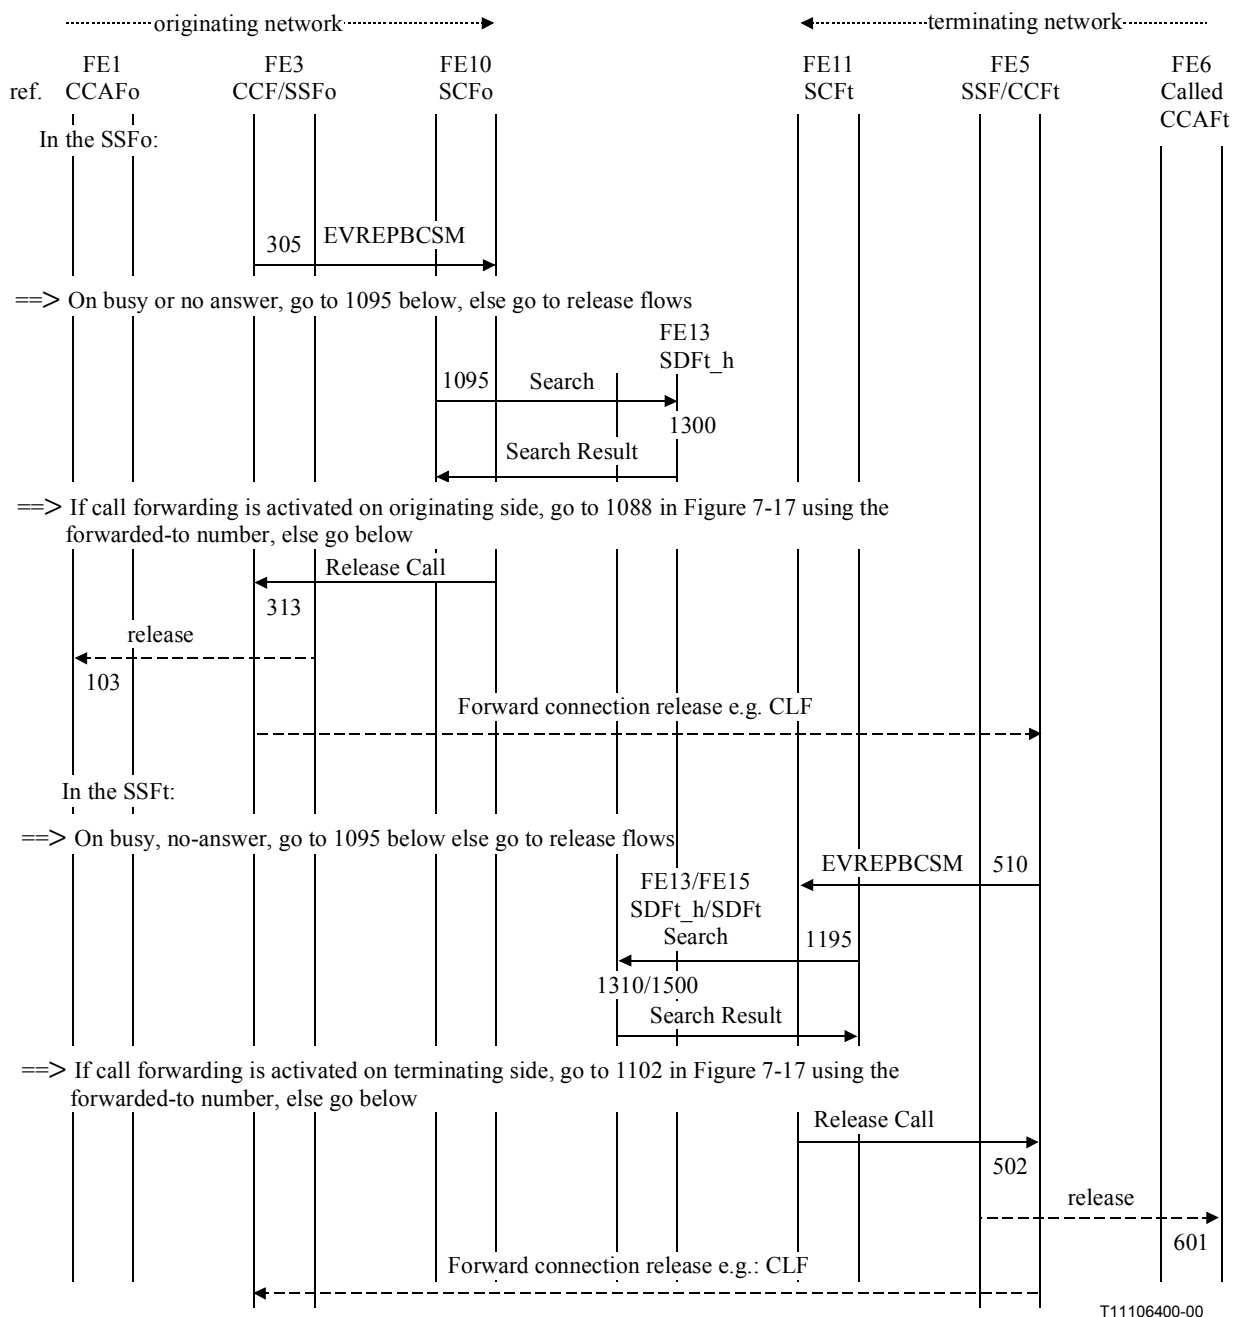 originating network
terminating network
FE1 FE3 FE10 FE11 FE5 FE6
ref. CCAFo CCF/SSFo SCFo SCFt SSF/CCFt Called
CCAFt
In the SSFo:
305 EVREPBCSM
==> On busy or no answer, go to 1095 below, else go to release flows
FE13
SDFt_h
1095 Search
1300
Search Result
==> If call forwarding is activated on originating side, go to 1088 in Figure 7-17 using the
forwarded-to number, else go below
Release Call
313
release
103
Forward connection release e.g. CLF
In the SSFt:
==> On busy, no-answer, go to 1095 below else go to release flows
EVREPBCSM 510
FE13/FE15
SDFt_h/SDFt
Search 1195
1310/1500
Search Result
==> If call forwarding is activated on terminating side, go to 1102 in Figure 7-17 using the
forwarded-to number, else go below
Release Call
502
release
601
Forward connection release e.g.: CLF
T11106400-00